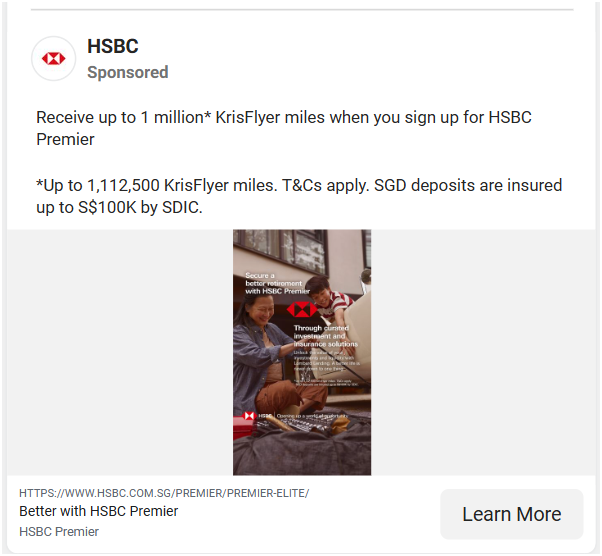 HSBC
Sponsored
Receive up to 1 million* KrisFlyer miles when you sign up for HSBC
Premier
*Up to 1,112,500 KrisFlyer miles. T&Cs apply. SGD deposits are insured
up to S$100K by SDIC.
Secure a
better retirement
with HSBC Premier
Through curated
investment and
insurance solutions
HSBC
Opening up a world of opportunity
HTTPS://WWW.HSBC.COM.SG/PREMIER/PREMIER-ELITE/
Better with HSBC Premier
HSBC Premier
Learn More